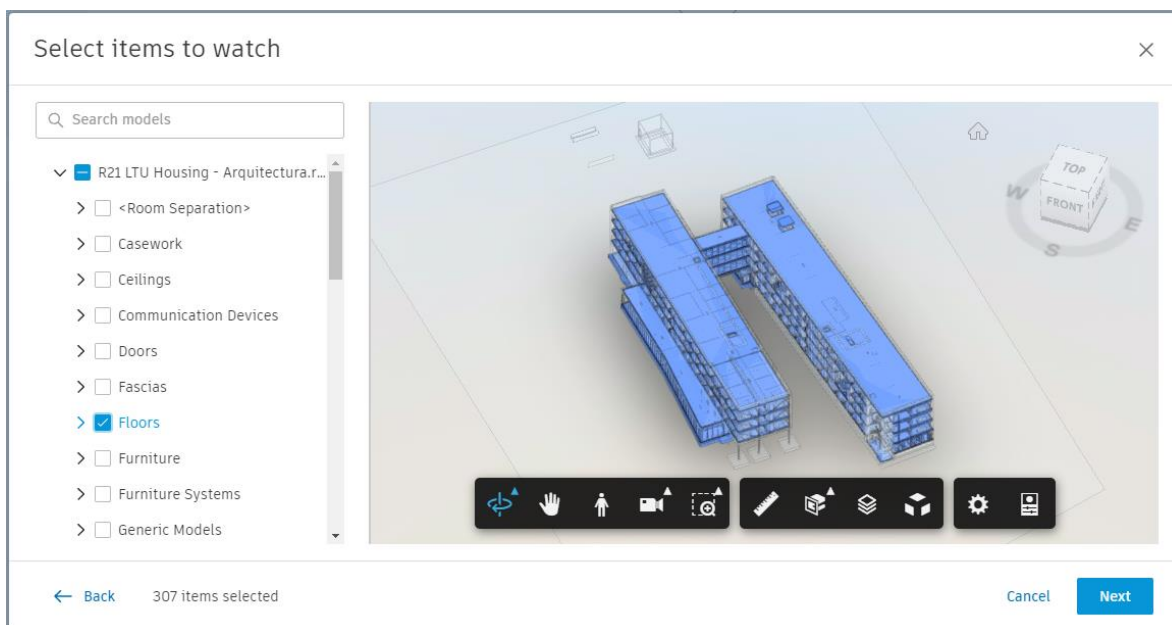 Select items to watch
Search models
R21 LTU Housing - Arquitectura.r...
<Room Separation>
Casework
Ceilings
Communication Devices
Doors
Fascias
Floors
Furniture
Furniture Systems
Generic Models
TOP
FRONT
W
S
E
Back
307 items selected
Cancel
Next